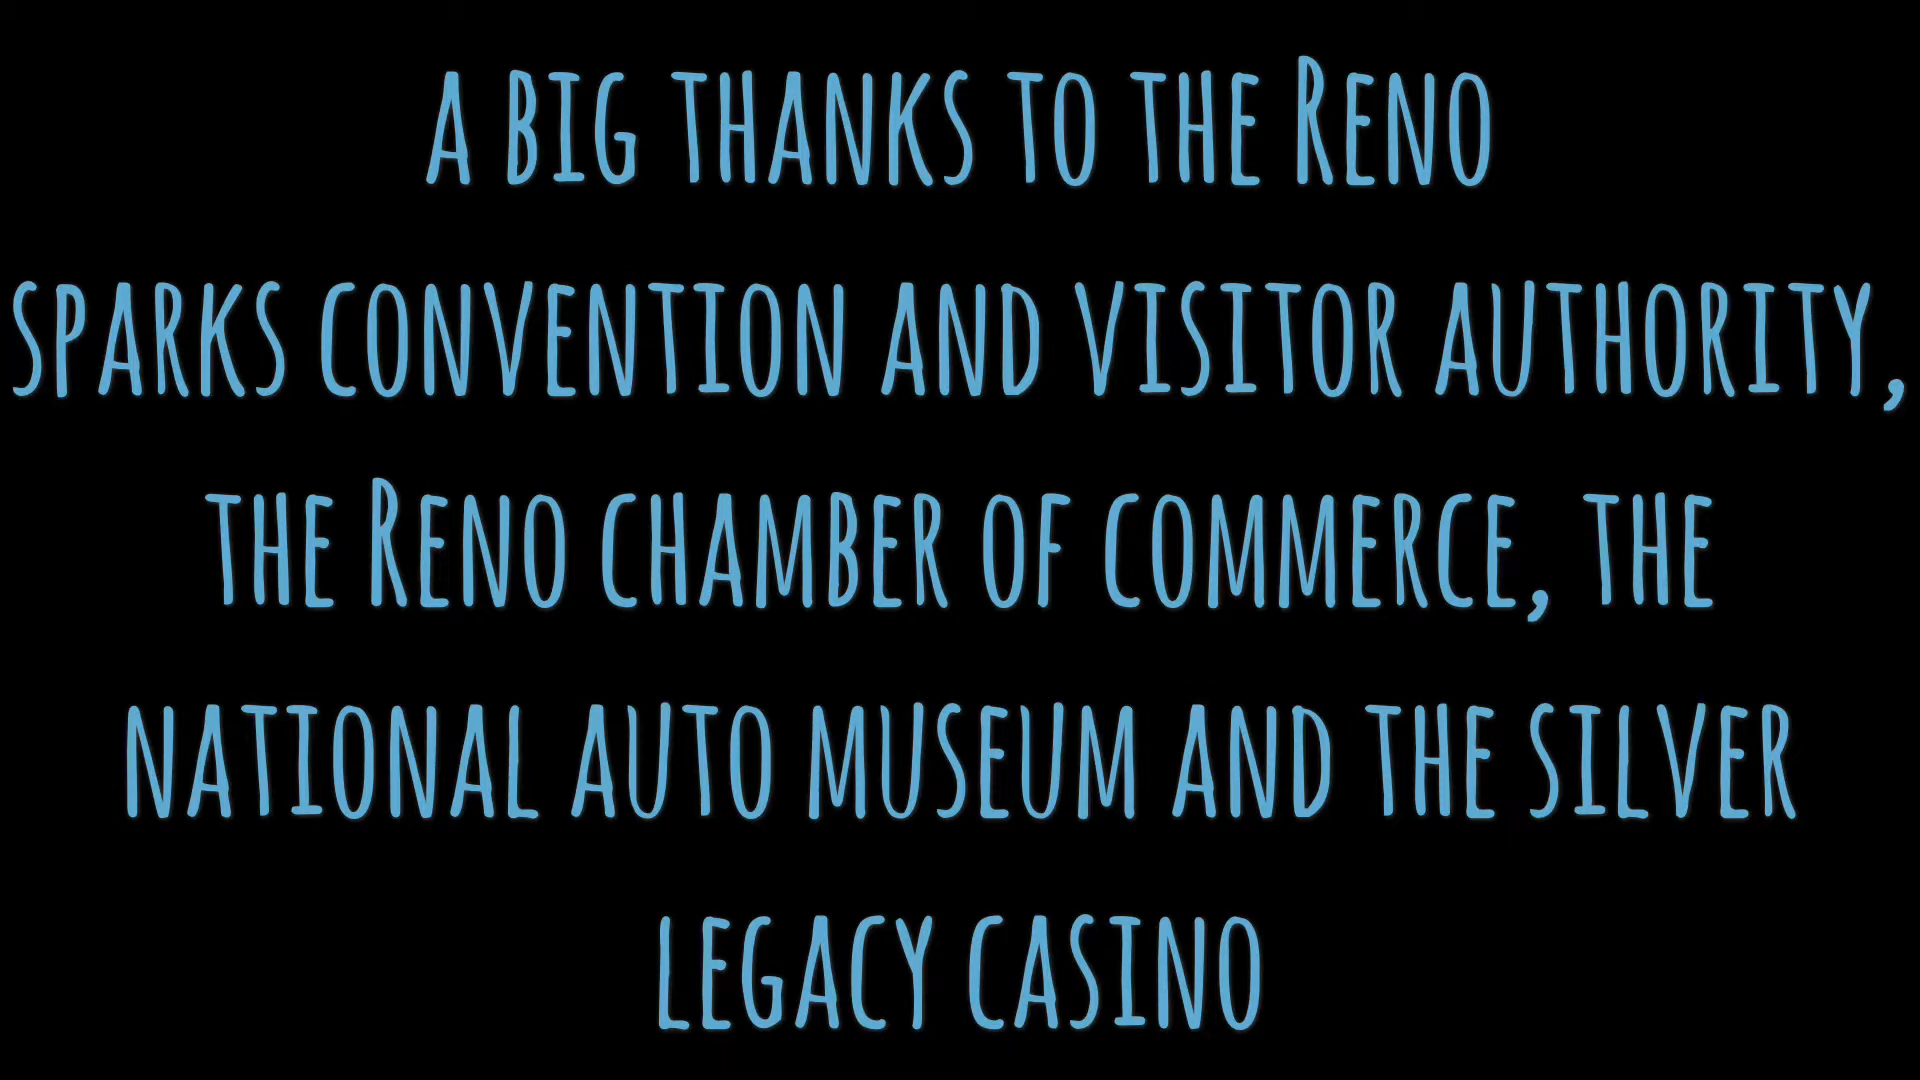 a big thanks to the Reno
sparks convention and visitor authority,
the Reno chamber of commerce, the
national auto museum and the silver
legacy casino